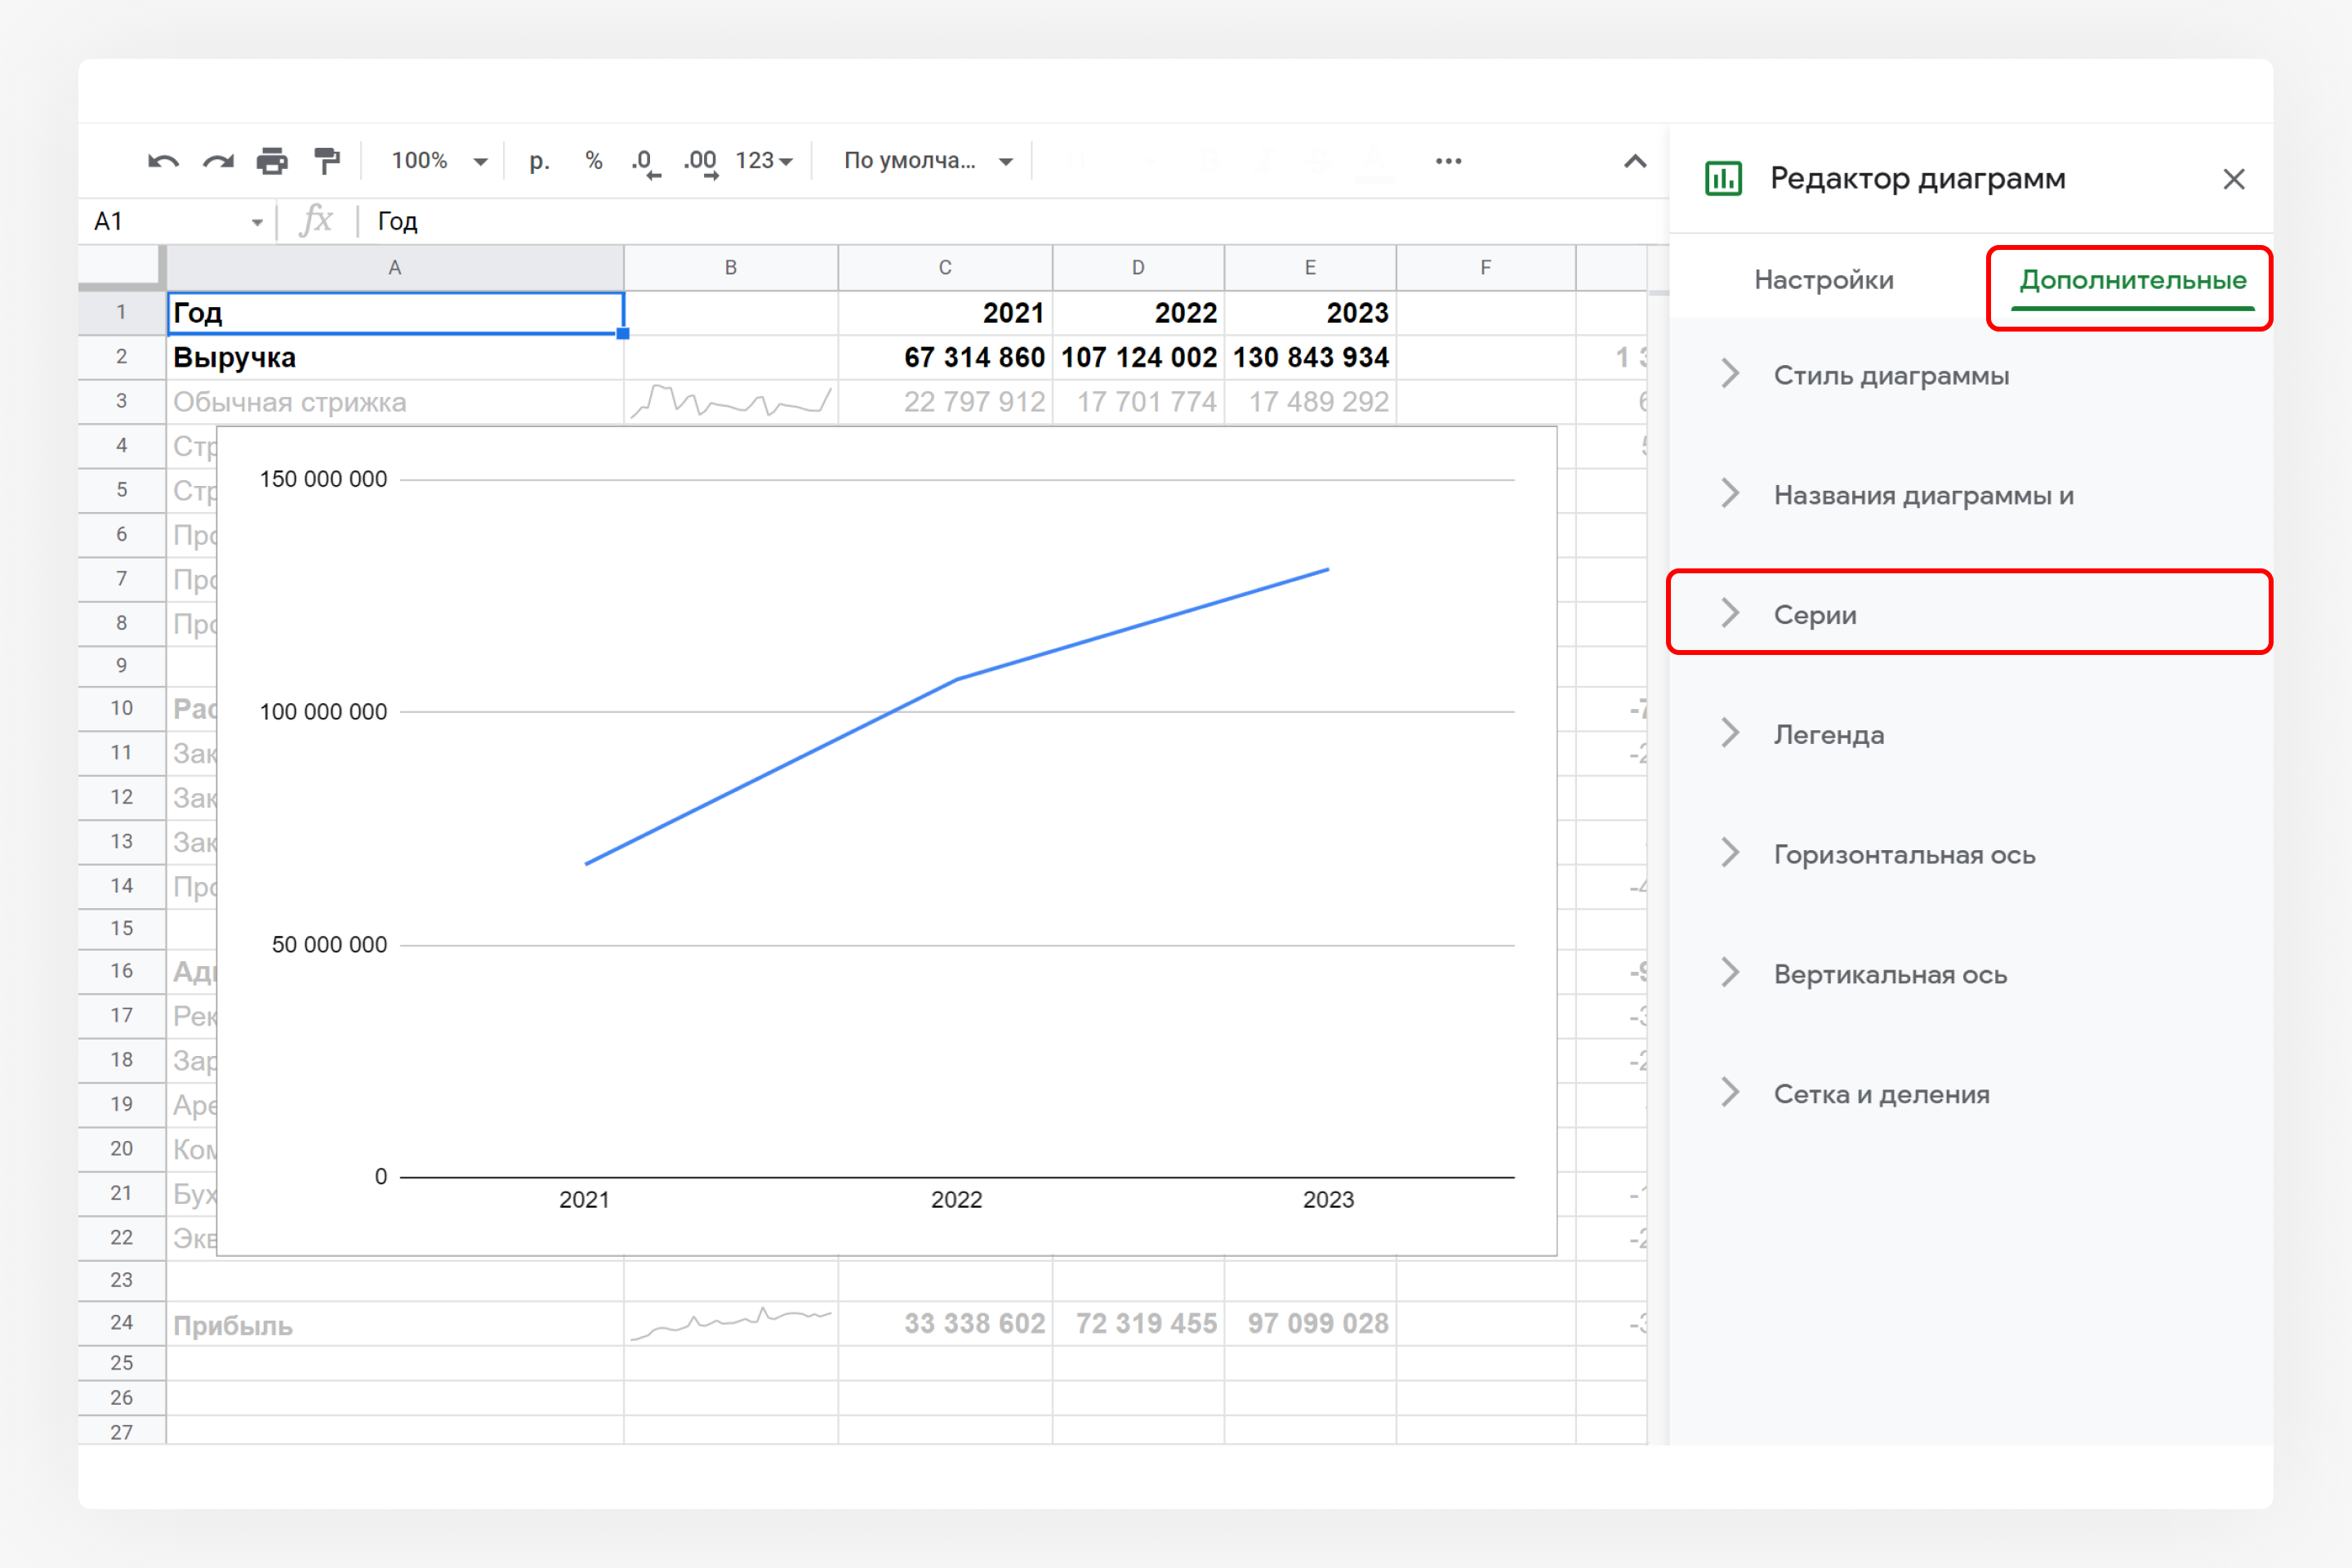 100% р. % .0 .00 123 По умолча...
Редактор диаграмм
A1 fx Год
Настройки Дополнительные
A B C D E F
1 Год 2021 2022 2023
2 Выручка 67 314 860 107 124 002 130 843 934 1 3
3 Обычная стрижка 22 797 912 17 701 774 17 489 292
Стиль диаграммы
Названия диаграммы и
Серии
Легенда
Горизонтальная ось
Вертикальная ось
Сетка и деления
4 Стр
5 Стр
6 Про
7 Про
8 Про
9
10 Рас -7
11 Зак -2
12 Зак
13 Зак
14 Про -4
15
16 Ад -9
17 Рек -3
18 Зар -2
19 Аре
20 Ком
21 Бух -1
22 Экв -2
150 000 000
100 000 000
50 000 000
0
2021 2022 2023
23
24 Прибыль 33 338 602 72 319 455 97 099 028 -3
25
26
27